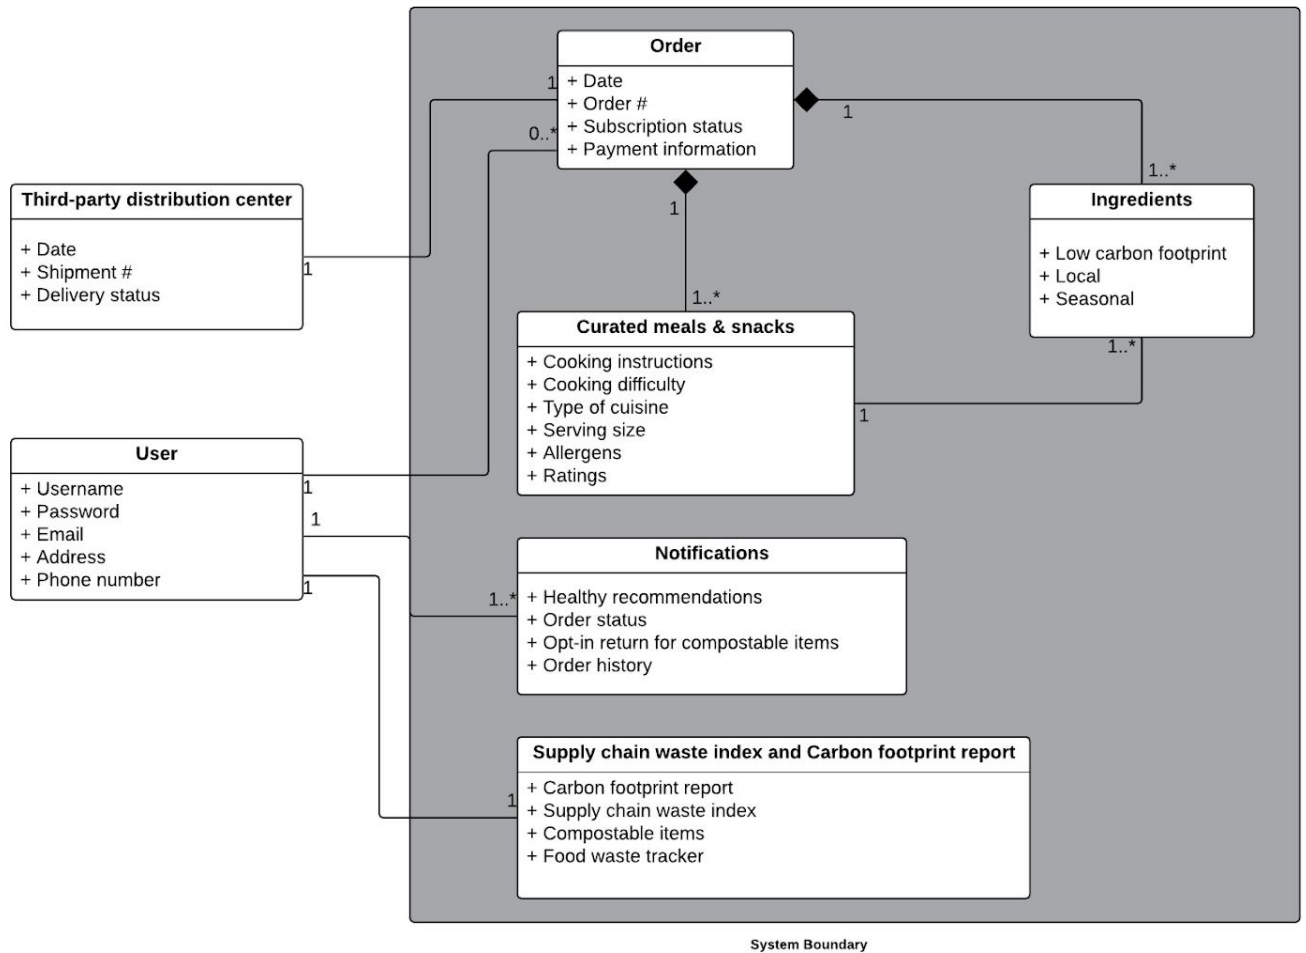 Order
+ Date
+ Order #
+ Subscription status
+ Payment information
1
0..*
1
1
1..*
1..*
Third-party distribution center
+ Date
+ Shipment #
+ Delivery status
1
Ingredients
+ Low carbon footprint
+ Local
+ Seasonal
1..*
Curated meals & snacks
+ Cooking instructions
+ Cooking difficulty
+ Type of cuisine
+ Serving size
+ Allergens
+ Ratings
1
User
+ Username
+ Password
+ Email
+ Address
+ Phone number
1
1
1
Notifications
+ Healthy recommendations
+ Order status
+ Opt-in return for compostable items
+ Order history
1..*
Supply chain waste index and Carbon footprint report
+ Carbon footprint report
+ Supply chain waste index
+ Compostable items
+ Food waste tracker
1
System Boundary